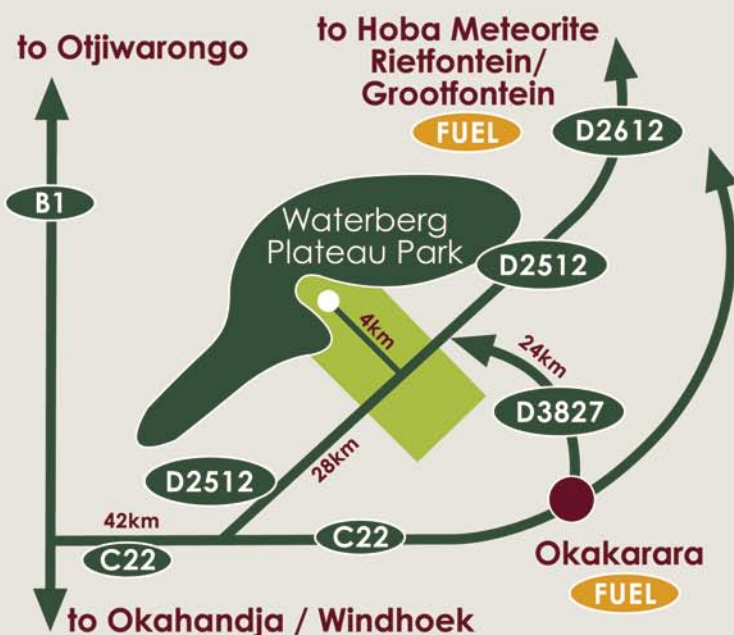 to Otjiwarongo
to Hoba Meteorite
Rietfontein/
Grootfontein
FUEL
D2612
B1
Waterberg
Plateau Park
D2512
4km
24km
D3827
28km
D2512
42km
C22
C22
Okakarara
FUEL
to Okahandja / Windhoek